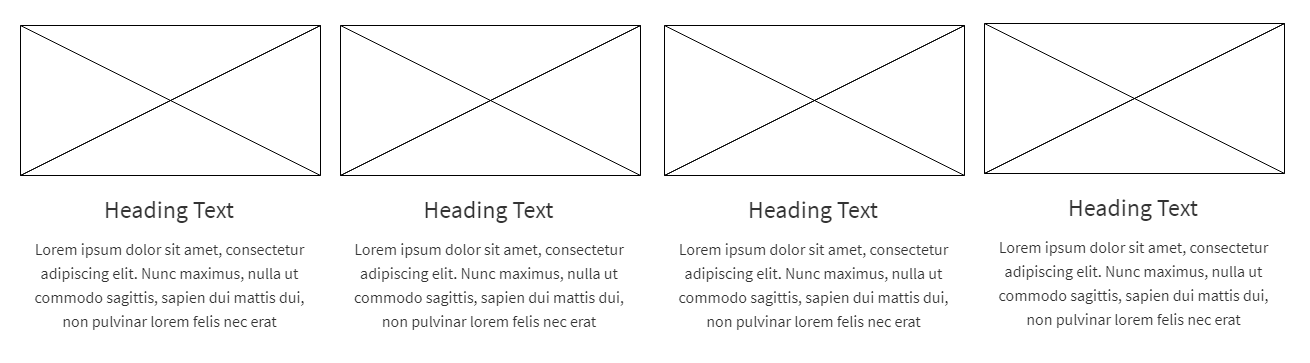 Heading Text
Lorem ipsum dolor sit amet, consectetur
adipiscing elit. Nunc maximus, nulla ut
commodo sagittis, sapien dui mattis dui,
non pulvinar lorem felis nec erat
Heading Text
Lorem ipsum dolor sit amet, consectetur
adipiscing elit. Nunc maximus, nulla ut
commodo sagittis, sapien dui mattis dui,
non pulvinar lorem felis nec erat
Heading Text
Lorem ipsum dolor sit amet, consectetur
adipiscing elit. Nunc maximus, nulla ut
commodo sagittis, sapien dui mattis dui,
non pulvinar lorem felis nec erat
Heading Text
Lorem ipsum dolor sit amet, consectetur
adipiscing elit. Nunc maximus, nulla ut
commodo sagittis, sapien dui mattis dui,
non pulvinar lorem felis nec erat